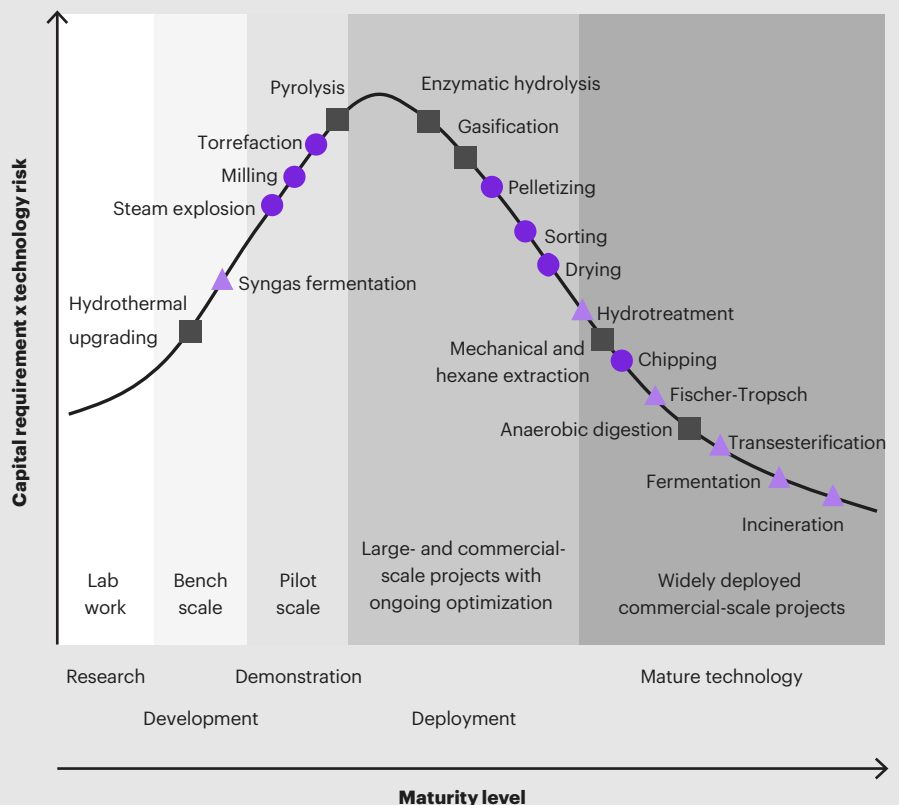 Capital requirement x technology risk
Pyrolysis
Enzymatic hydrolysis
Gasification
Torrefaction
Milling
Pelletizing
Steam explosion
Sorting
Drying
Syngas fermentation
Hydrothermal
upgrading
Hydrotreatment
Mechanical and
hexane extraction
Chipping
Fischer-Tropsch
Anaerobic digestion
Transesterification
Fermentation
Incineration
Lab
work
Bench
scale
Pilot
scale
Large- and commercial-
scale projects with
ongoing optimization
Widely deployed
commercial-scale projects
Research
Development
Demonstration
Deployment
Mature technology
Maturity level